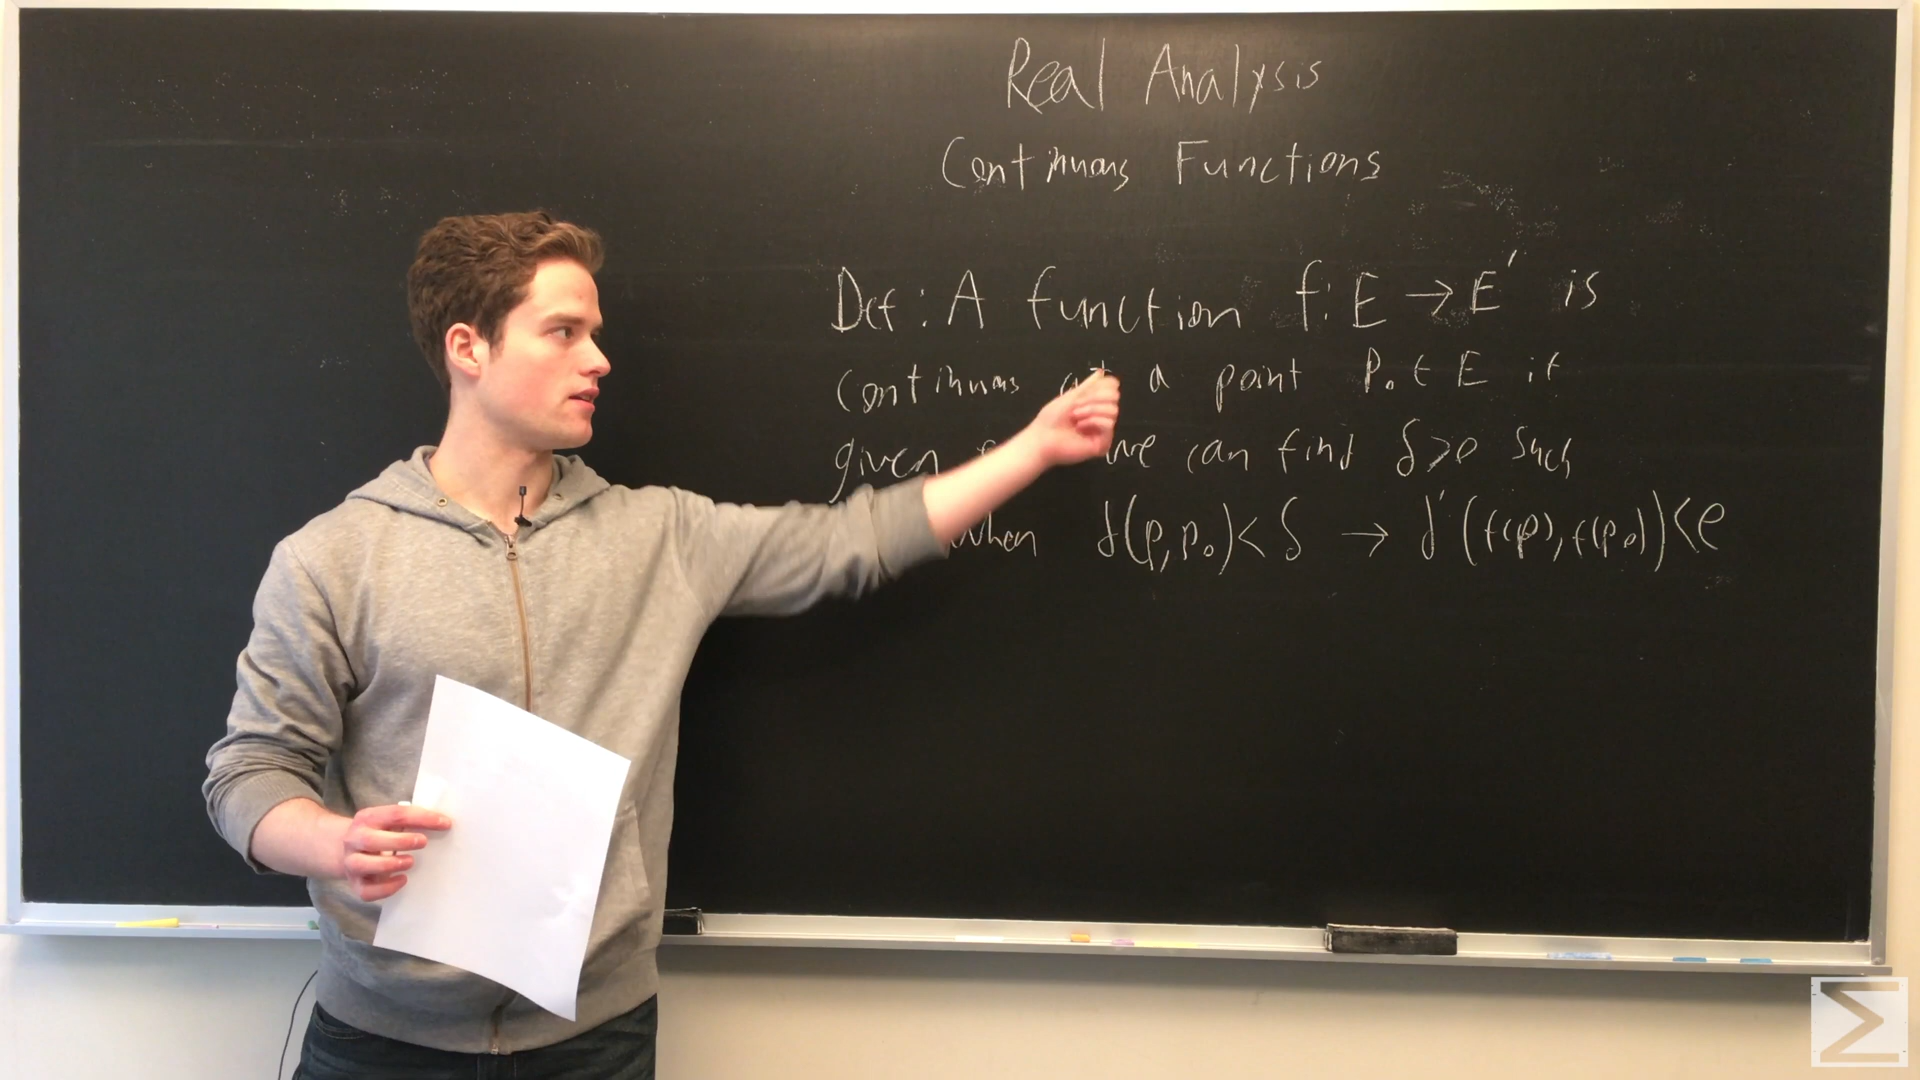 Real Analysis
Continuous Functions
Def: A function f: E → E' is
continuous at a point P₀ ∈ E if
given we can find δ>0 such
when d(p,p₀)<δ → d'(f(p),f(p₀))<e
Σ